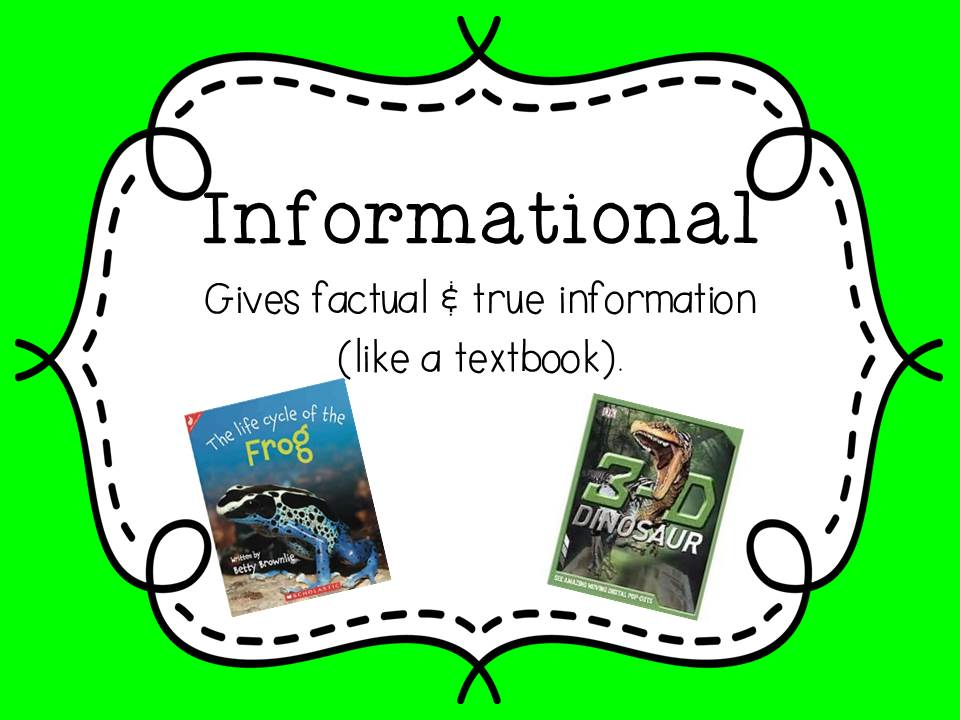 Informational
Gives factual & true information
(like a textbook).
The life cycle of the
Frog
written by
Betty Brownlie
SCHOLASTIC
DK
3-D
DINOSAUR
SEE AMAZING MOVING DIGITAL POP-OUTS